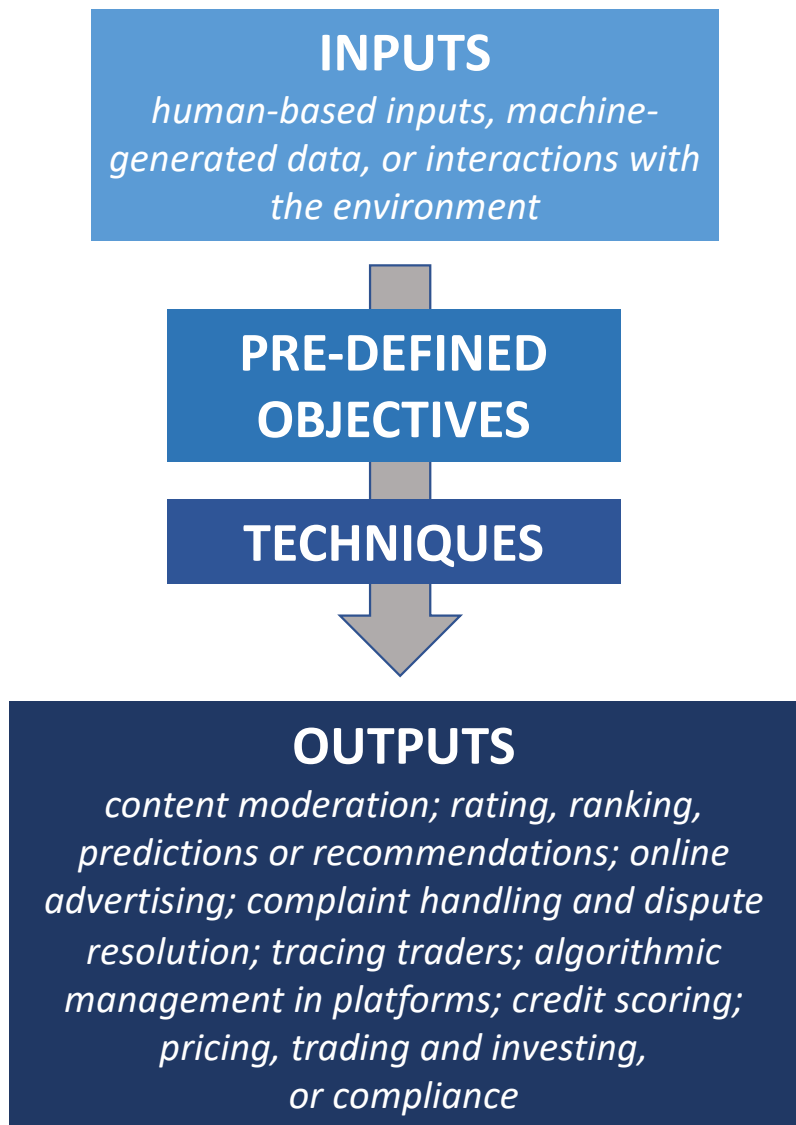 INPUTS
human-based inputs, machine-
generated data, or interactions with
the environment
PRE-DEFINED
OBJECTIVES
TECHNIQUES
OUTPUTS
content moderation; rating, ranking,
predictions or recommendations; online
advertising; complaint handling and dispute
resolution; tracing traders; algorithmic
management in platforms; credit scoring;
pricing, trading and investing,
or compliance